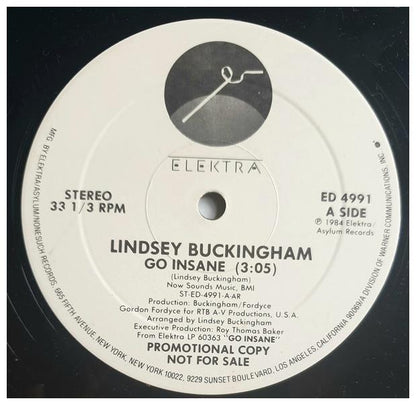 ELEKTRA
STEREO
33 1/3 RPM
ED 4991
A SIDE
℗ 1984 Elektra/
Asylum Records
LINDSEY BUCKINGHAM
GO INSANE (3:05)
(Lindsey Buckingham)
Now Sounds Music, BMI
ST-ED-4991-A-AR
Production: Buckingham/Fordyce
Gordon Fordyce for RTB A-V Productions, U.S.A.
Arranged by Lindsey Buckingham
Executive Production: Roy Thomas Baker
From Elektra LP 60363 "GO INSANE"
PROMOTIONAL COPY
NOT FOR SALE
MFG. BY ELEKTRA/ASYLUM/NONESUCH RECORDS, 665 FIFTH AVENUE, NEW YORK, NEW YORK 10022, 9229 SUNSET BOULEVARD, LOS ANGELES, CALIFORNIA 90069/A DIVISION OF WARNER COMMUNICATIONS, INC.